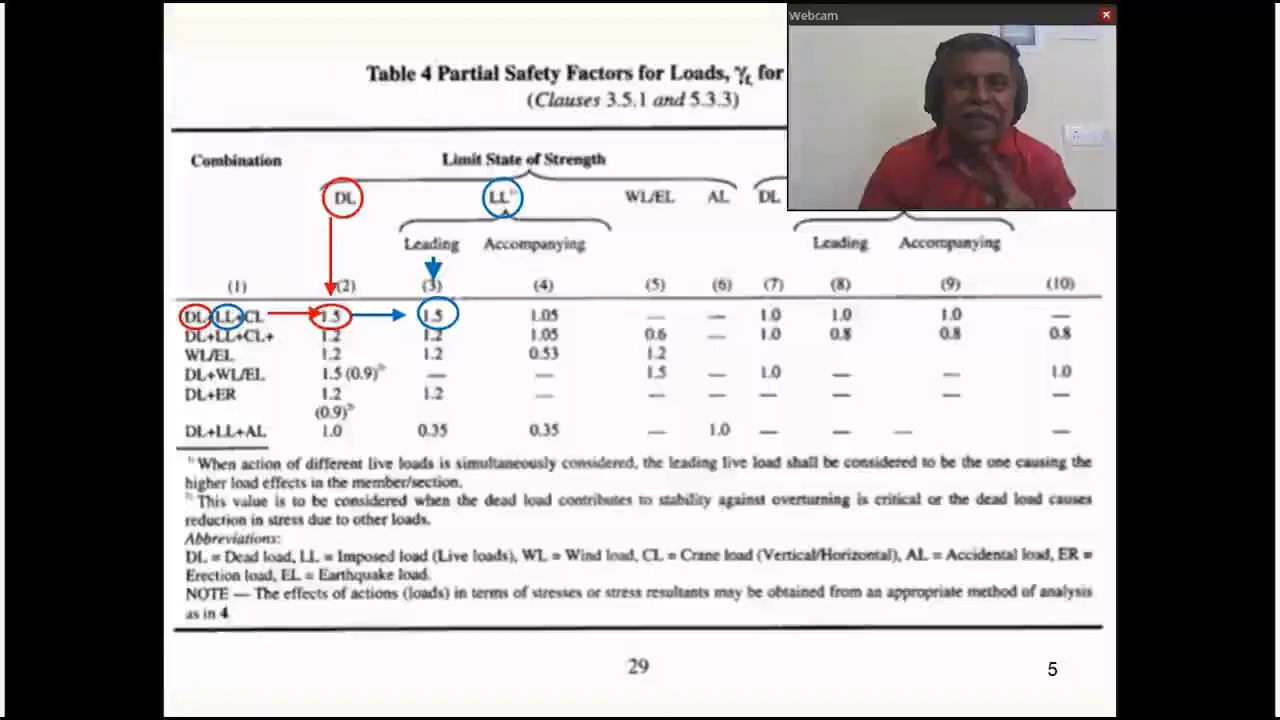 Webcam
Table 4 Partial Safety Factors for Loads, γf, for
(Clauses 3.5.1 and 5.3.3)
Combination Limit State of Strength
DL LL1) WL/EL AL DL
Leading Accompanying Leading Accompanying
(1) (2) (3) (4) (5) (6) (7) (8) (9) (10)
DL+LL+CL 1.5 1.5 1.05 — — 1.0 1.0 1.0 —
DL+LL+CL+ 1.2 1.2 1.05 0.6 — 1.0 0.8 0.8 0.8
WL/EL 1.2 1.2 0.53 1.2
DL+WL/EL 1.5 (0.9)2) — — 1.5 — 1.0 — — 1.0
DL+ER 1.2 1.2 — — — — — — —
(0.9)2)
DL+LL+AL 1.0 0.35 0.35 — 1.0 — — — —
1) When action of different live loads is simultaneously considered, the leading live load shall be considered to be the one causing the
higher load effects in the member/section.
2) This value is to be considered when the dead load contributes to stability against overturning is critical or the dead load causes
reduction in stress due to other loads.
Abbreviations:
DL = Dead load, LL = Imposed load (Live loads), WL = Wind load, CL = Crane load (Vertical/Horizontal), AL = Accidental load, ER =
Erection load, EL = Earthquake load.
NOTE — The effects of actions (loads) in terms of stresses or stress resultants may be obtained from an appropriate method of analysis
as in 4.
29
5